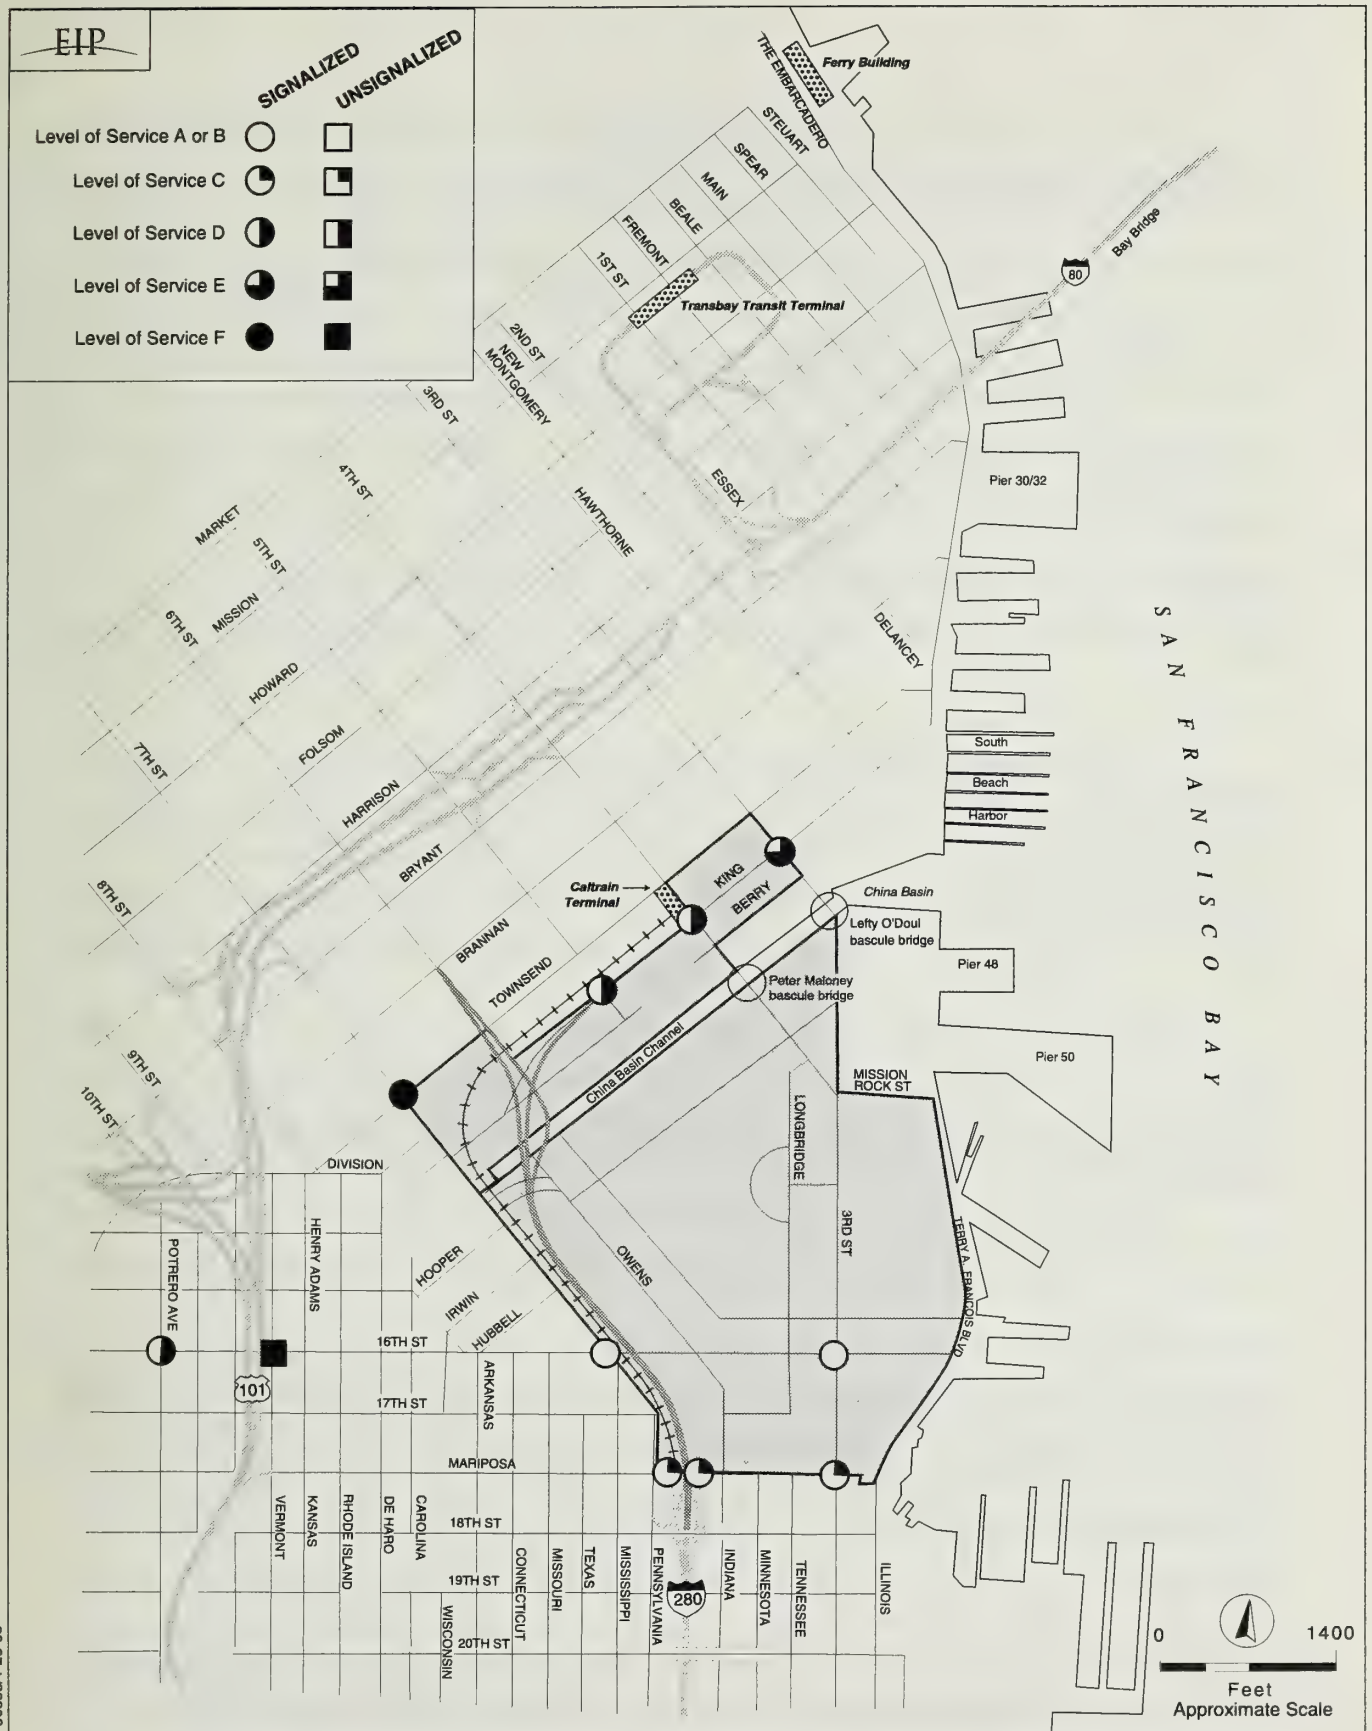 EIP
SIGNALIZED
UNSIGNALIZED
Level of Service A or B
Level of Service C
Level of Service D
Level of Service E
Level of Service F
Ferry Building
THE EMBARCADERO
STEUART
SPEAR
MAIN
BEALE
FREMONT
1ST ST
Bay Bridge
80
Transbay Transit Terminal
2ND ST
NEW
MONTGOMERY
3RD ST
4TH ST
ESSEX
HAWTHORNE
Pier 30/32
MARKET
5TH ST
MISSION
6TH ST
DELANCEY
SAN FRANCISCO BAY
HOWARD
FOLSOM
7TH ST
HARRISON
South
Beach
Harbor
BRYANT
8TH ST
Caltrain
Terminal
KING
BERRY
China Basin
Lefty O'Doul
bascule bridge
BRANNAN
TOWNSEND
Pier 48
Peter Maloney
bascule bridge
China Basin Channel
Pier 50
9TH ST
10TH ST
MISSION
ROCK ST
LONGBRIDGE
DIVISION
HENRY ADAMS
POTRERO AVE
3RD ST
TERRY A. FRANCOIS BLVD
HOOPER
OWENS
IRWIN
HUBBELL
16TH ST
101
ARKANSAS
17TH ST
MARIPOSA
VERMONT
KANSAS
RHODE ISLAND
DE HARO
CAROLINA
18TH ST
CONNECTICUT
MISSOURI
TEXAS
MISSISSIPPI
PENNSYLVANIA
INDIANA
MINNESOTA
TENNESSEE
ILLINOIS
19TH ST
280
WISCONSIN
20TH ST
0 1400
Feet
Approximate Scale